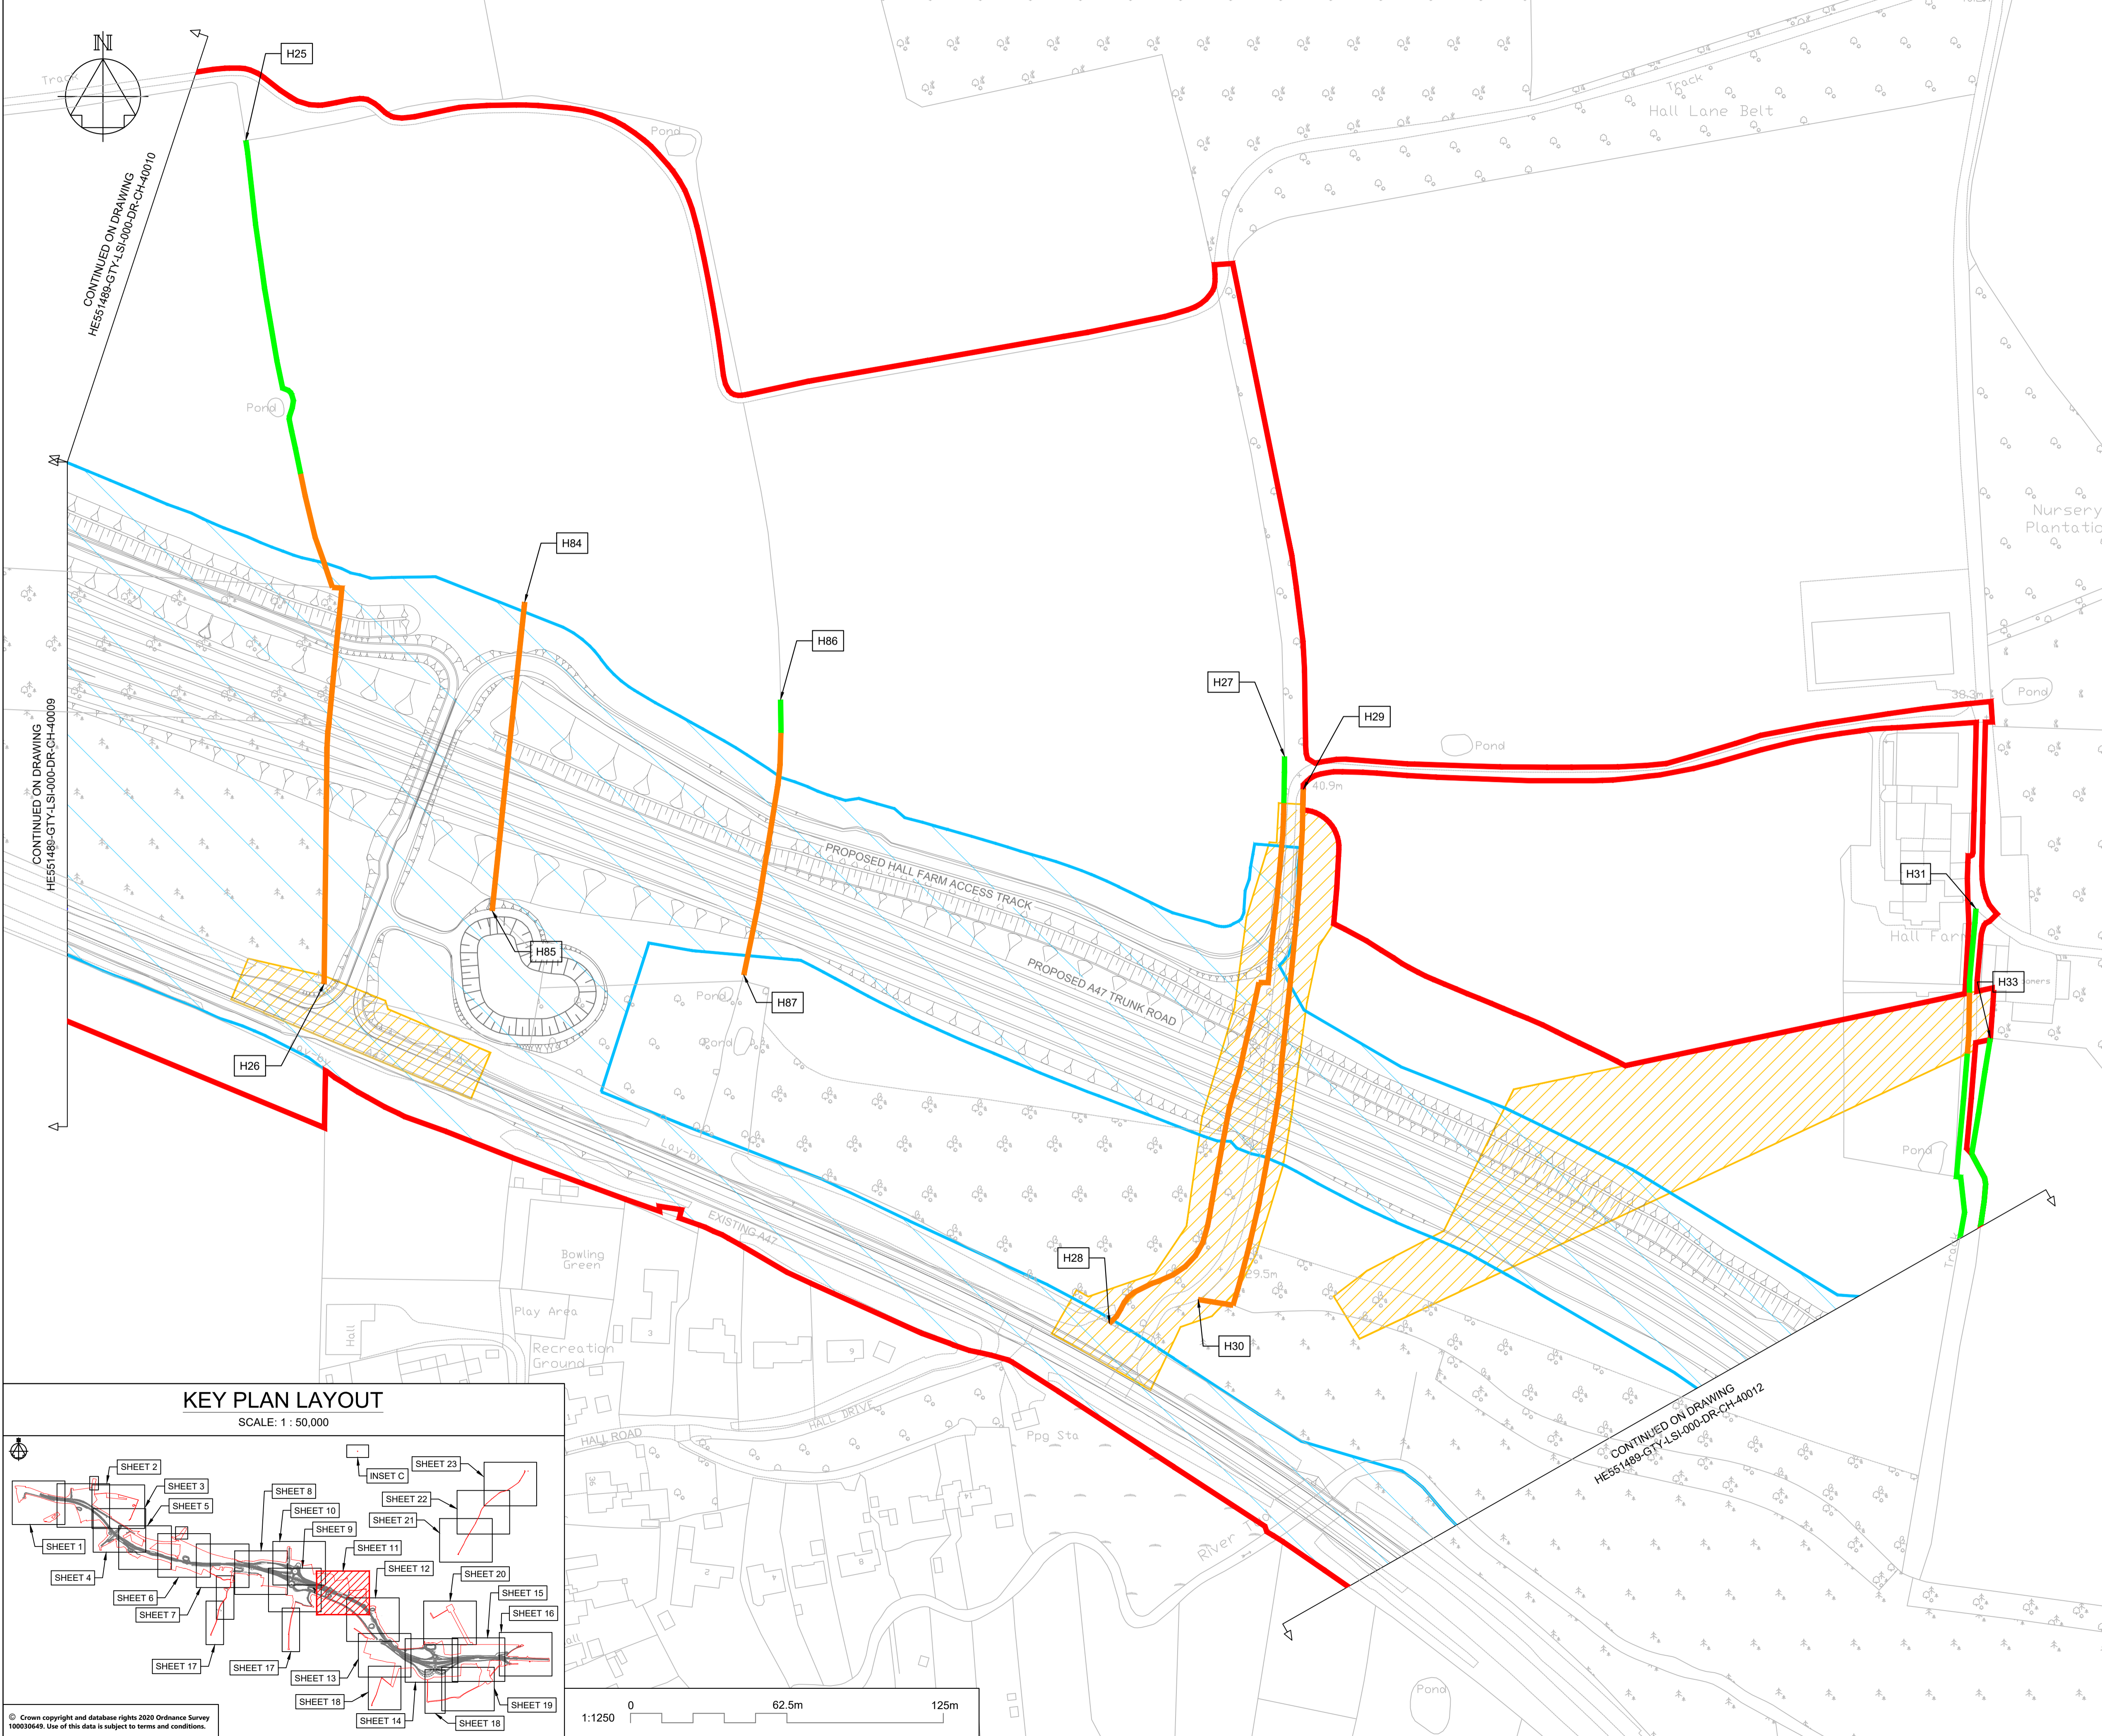 N
Track
H25
CONTINUED ON DRAWING
HE551489-GTY-LSI-000-DR-CH-40010
Pond
Track
Hall Lane Belt
Pond
Nursery
H84
H86
H27
H29
38.3m
Pond
Pond
40.9m
CONTINUED ON DRAWING
HE551489-GTY-LSI-000-DR-CH-40009
PROPOSED HALL FARM ACCESS TRACK
H31
Hall Farm
H85
PROPOSED A47 TRUNK ROAD
H33
Pond
H87
Pond
H26
Lay-by
Pond
EXISTING A47
Track
Bowling
Green
H28
29.5m
Play Area
Hall
3
9
Recreation
Ground
H30
HALL DRIVE
HALL ROAD
Ppg Sta
CONTINUED ON DRAWING
HE551489-GTY-LSI-000-DR-CH-40012
36
14
2
4
8
River
Pond
KEY PLAN LAYOUT
SCALE: 1 : 50,000
SHEET 2
SHEET 3
SHEET 5
SHEET 8
SHEET 10
SHEET 9
SHEET 11
SHEET 12
INSET C
SHEET 23
SHEET 22
SHEET 21
SHEET 20
SHEET 15
SHEET 16
SHEET 1
SHEET 4
SHEET 6
SHEET 7
SHEET 17
SHEET 17
SHEET 13
SHEET 18
SHEET 14
SHEET 18
SHEET 19
© Crown copyright and database rights 2020 Ordnance Survey
100030649. Use of this data is subject to terms and conditions.
1:1250
0 62.5m 125m